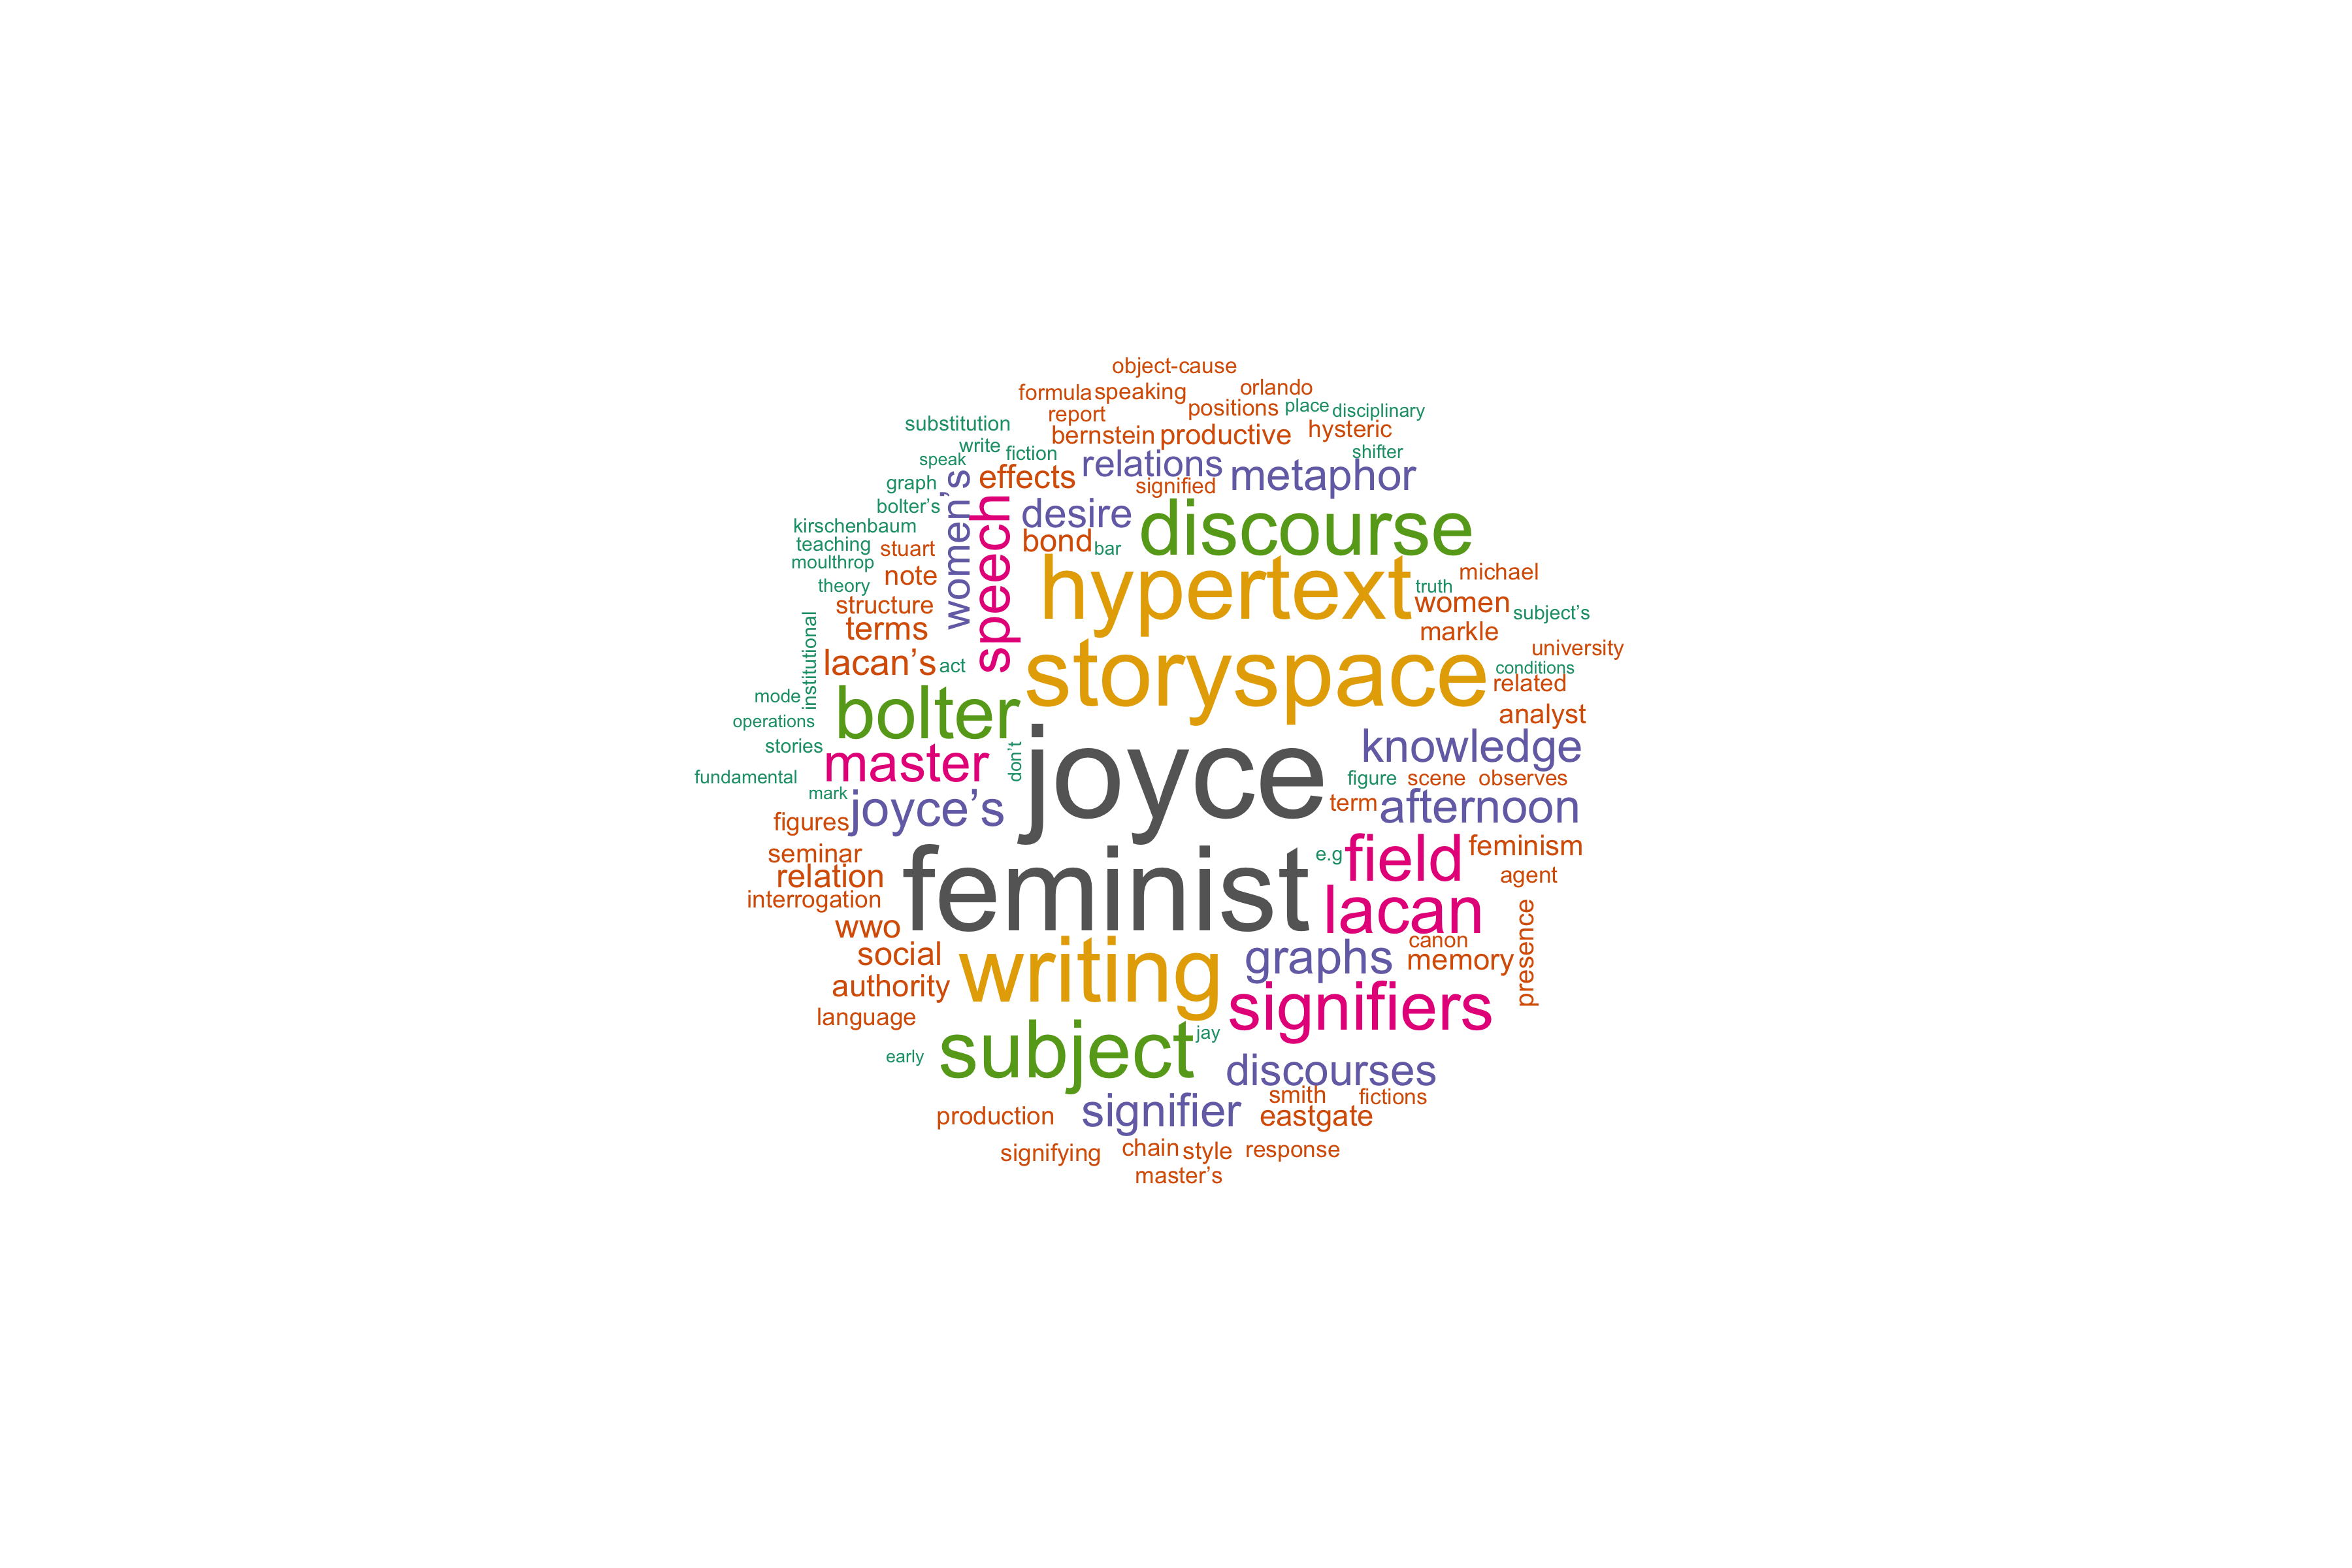 object-cause
formula speaking orlando
report positions place disciplinary
substitution bernstein productive hysteric
write fiction shifter
speak effects relations metaphor
graph signified
bolter’s women’s speech desire discourse
kirschenbaum bond bar
teaching stuart
moulthrop note hypertext michael
theory truth
structure women subject’s
terms markle
institutional university
lacan’s act storyspace conditions
mode related
bolter analyst
operations
stories master don’t joyce knowledge
fundamental figure scene observes
mark joyce’s term afternoon
figures
seminar e.g field feminism
relation feminist agent
interrogation lacan
wwo canon presence
social graphs memory
authority writing
language signifiers
jay
early subject
discourses
smith fictions
production signifier eastgate
signifying chain style response
master’s